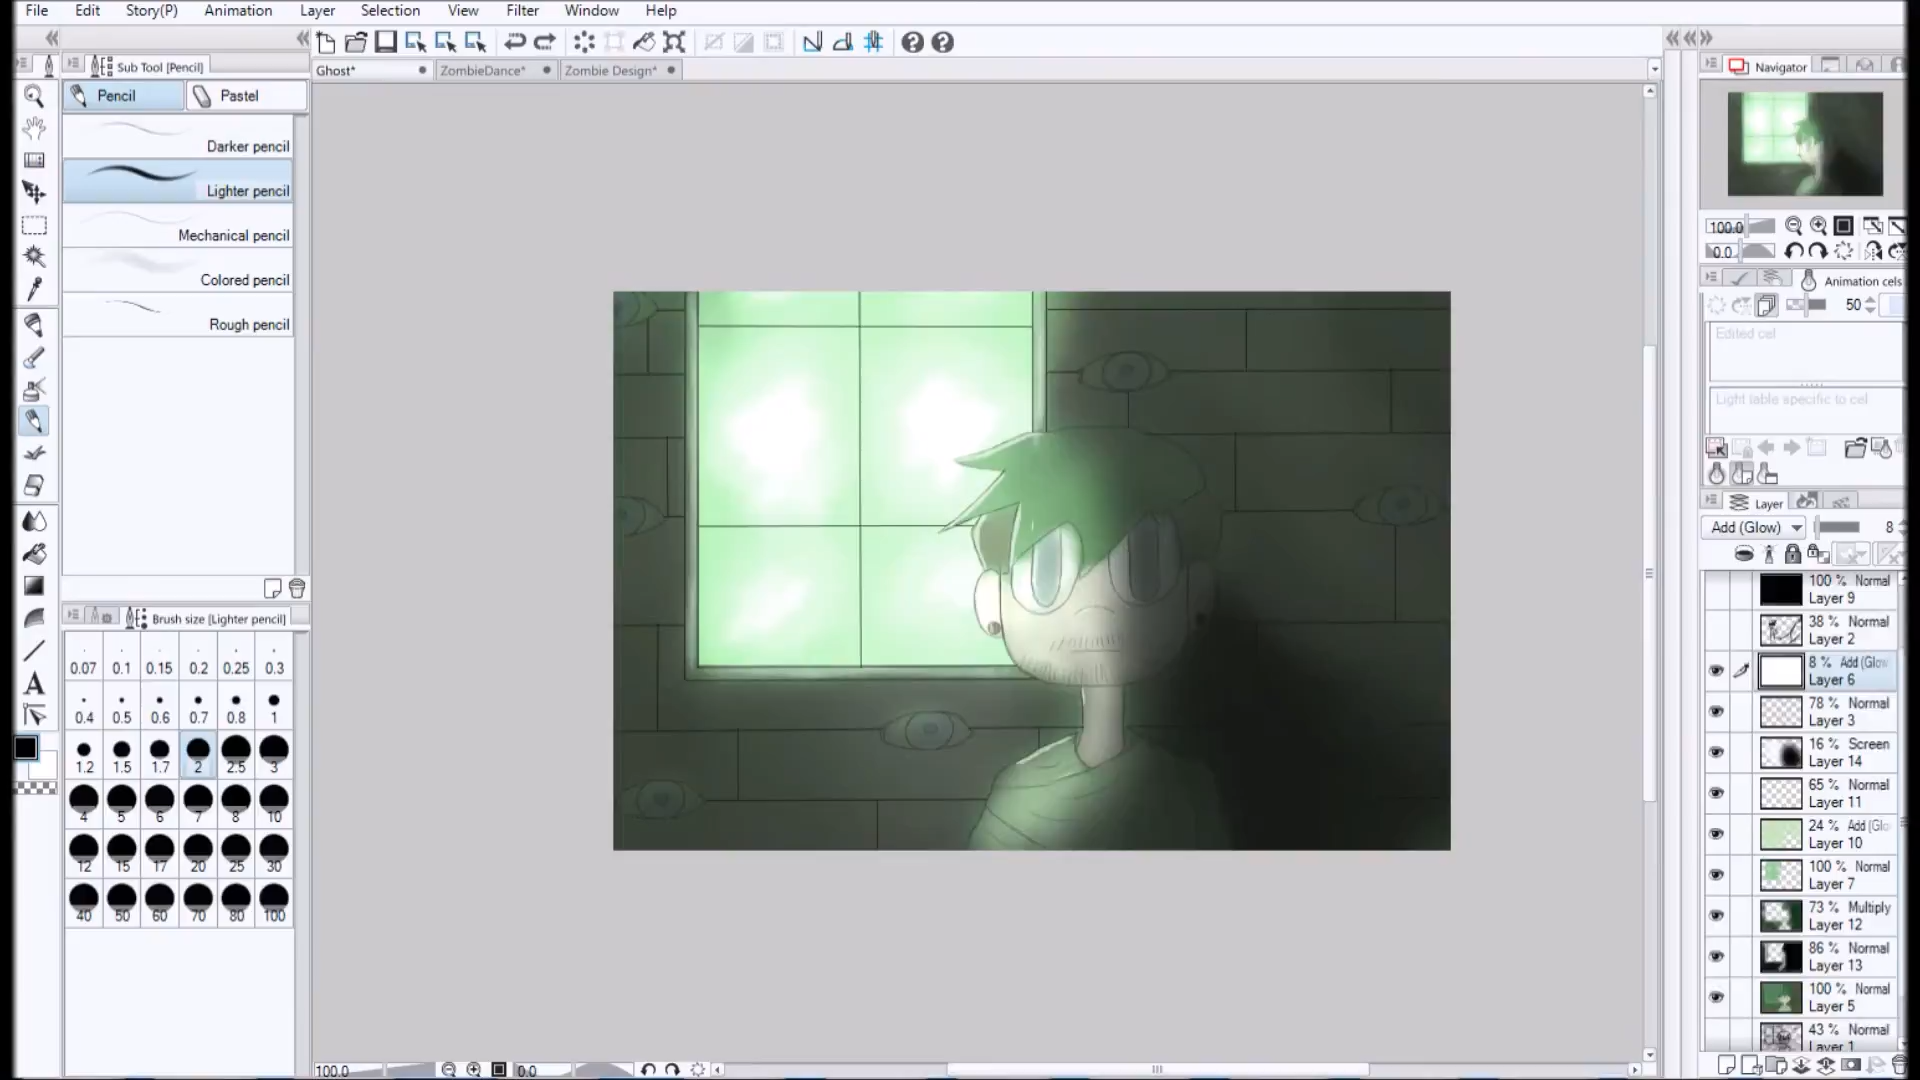 File Edit Story(P) Animation Layer Selection View Filter Window Help
Sub Tool [Pencil]
Pencil Pastel
Darker pencil
Lighter pencil
Mechanical pencil
Colored pencil
Rough pencil
Brush size [Lighter pencil]
0.07 0.1 0.15 0.2 0.25 0.3
0.4 0.5 0.6 0.7 0.8 1
1.2 1.5 1.7 2 2.5 3
4 5 6 7 8 10
12 15 17 20 25 30
40 50 60 70 80 100
Ghost* ZombieDance* Zombie Design*
100.0 0.0
Navigator
100.0
0.0
Animation cels
50
Edited cel
Light table specific to cel
Layer
Add (Glow) 8
100 % Normal
Layer 9
38 % Normal
Layer 2
8 % Add (Glow
Layer 6
78 % Normal
Layer 3
16 % Screen
Layer 14
65 % Normal
Layer 11
24 % Add (Glo
Layer 10
100 % Normal
Layer 7
73 % Multiply
Layer 12
86 % Normal
Layer 13
100 % Normal
Layer 5
43 % Normal
Layer 1